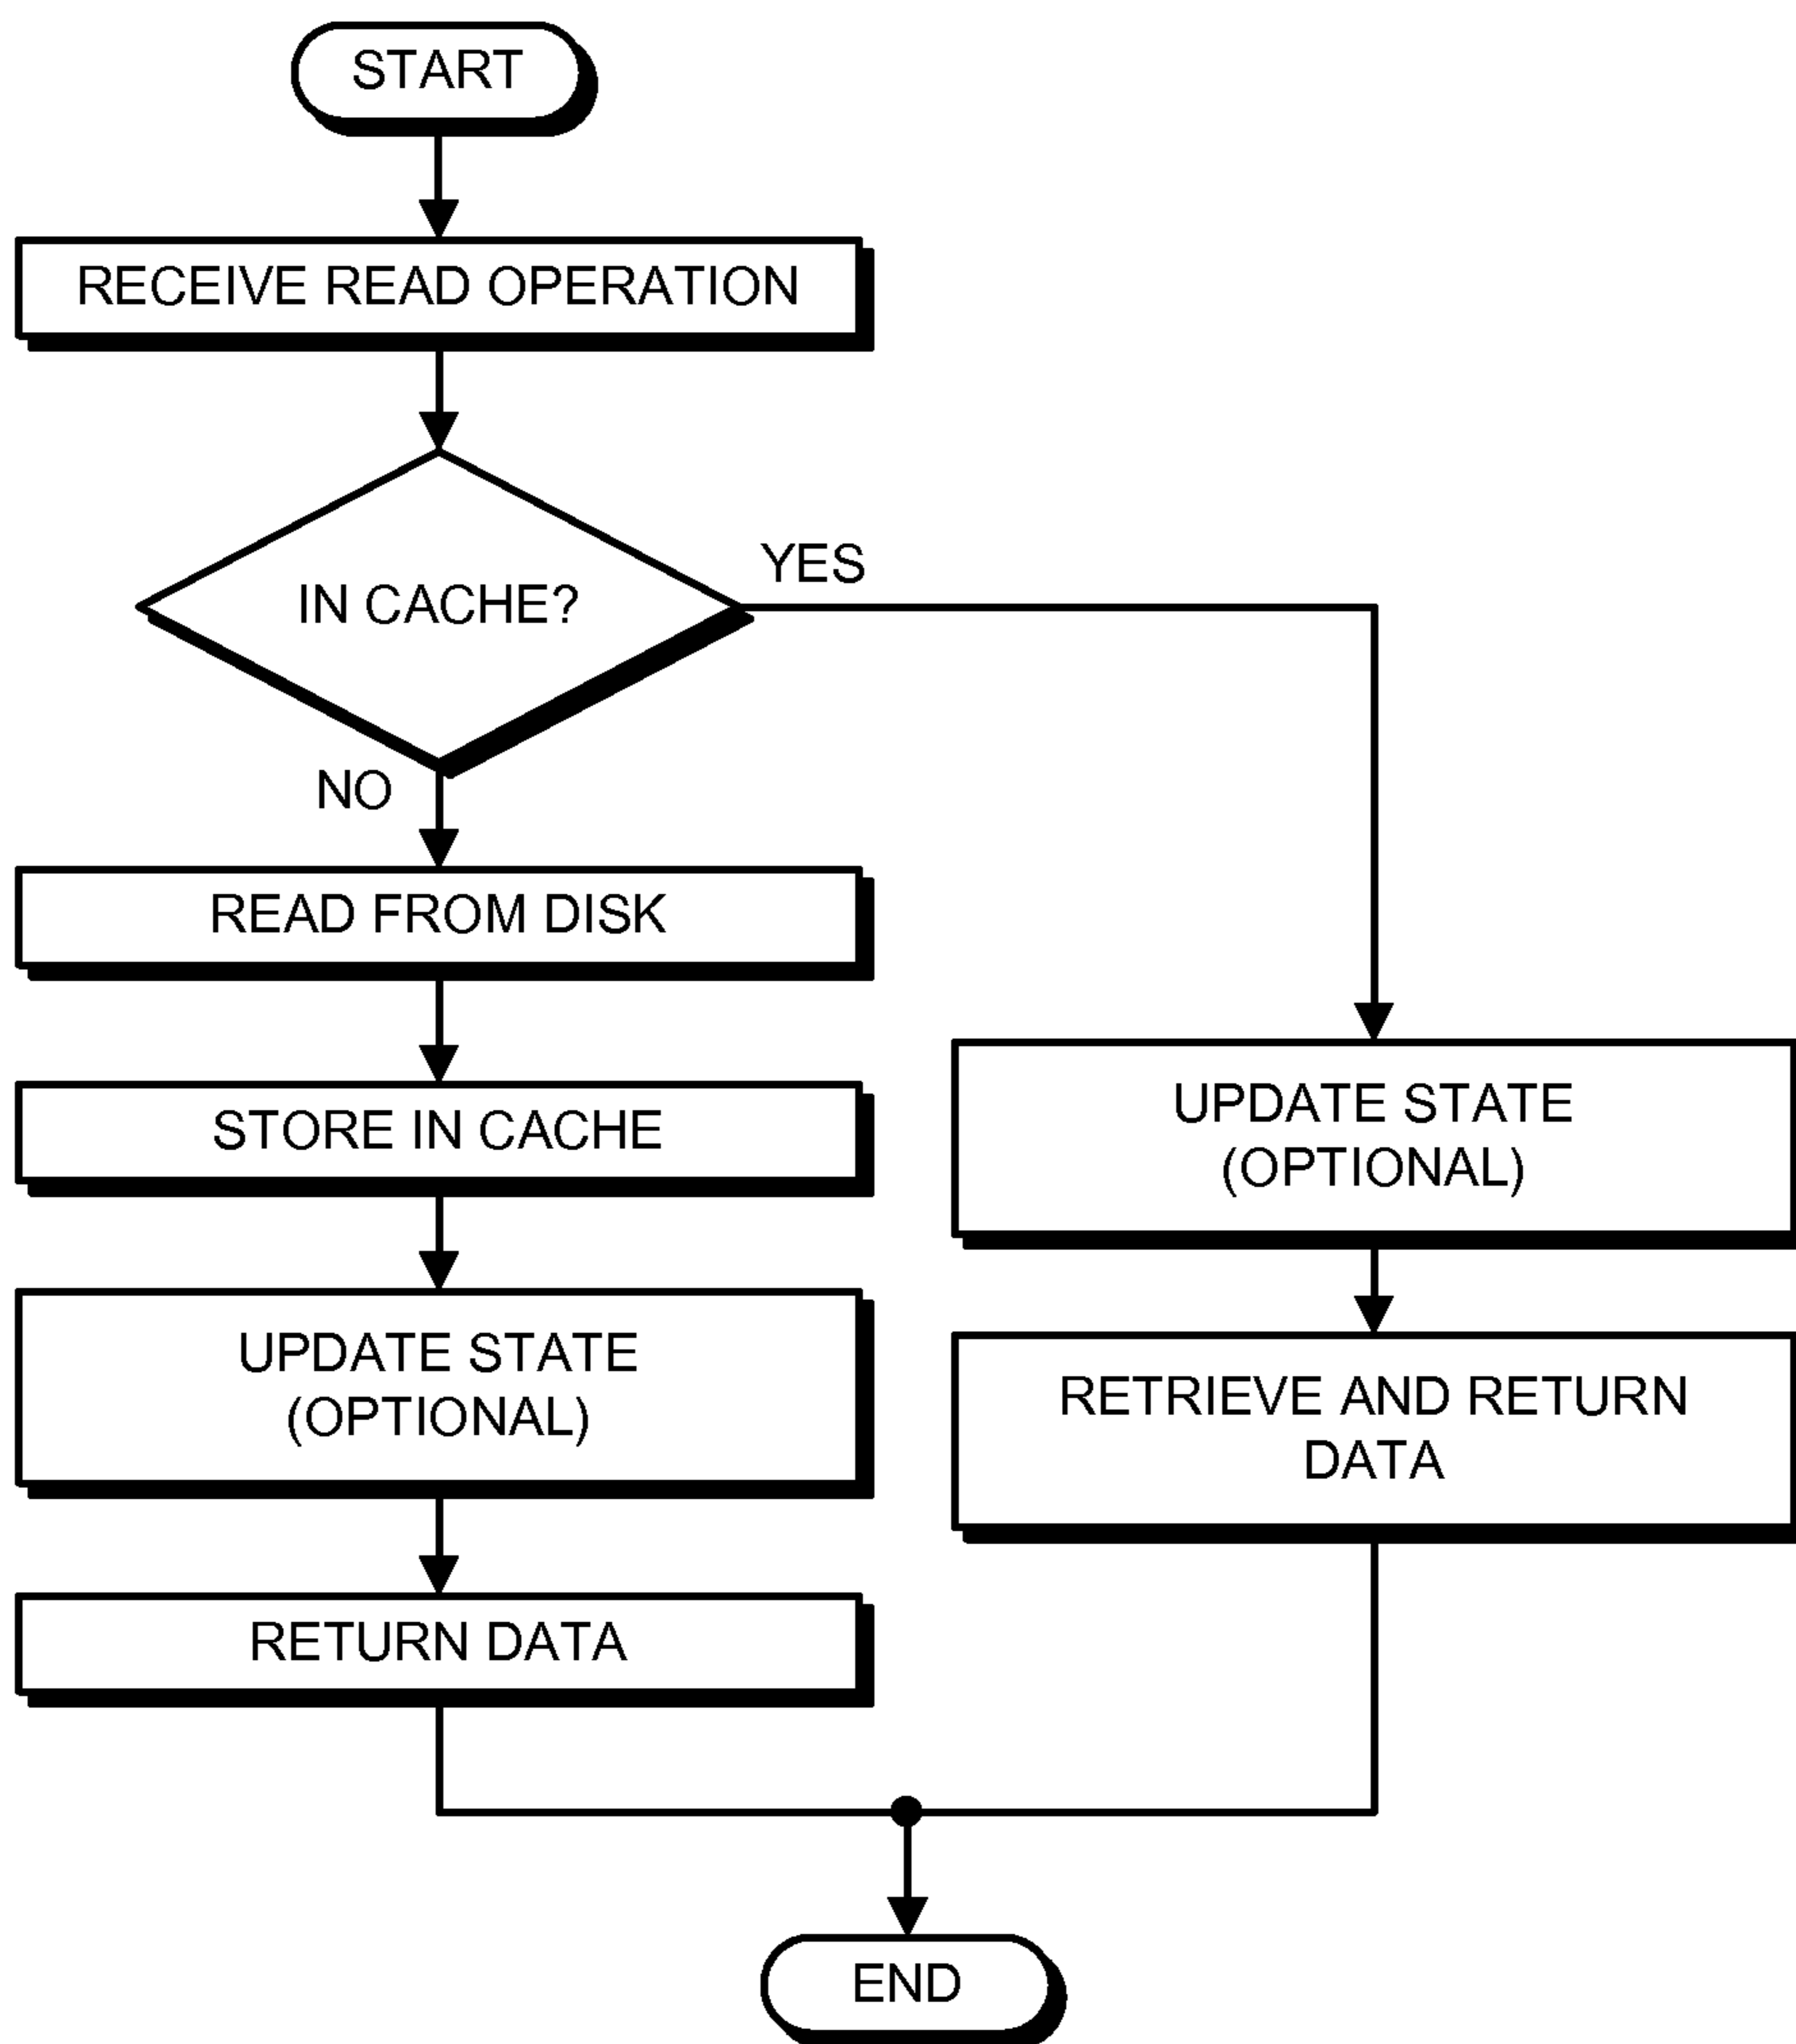 START
RECEIVE READ OPERATION
IN CACHE?
YES
NO
READ FROM DISK
STORE IN CACHE
UPDATE STATE
(OPTIONAL)
RETURN DATA
UPDATE STATE
(OPTIONAL)
RETRIEVE AND RETURN
DATA
END